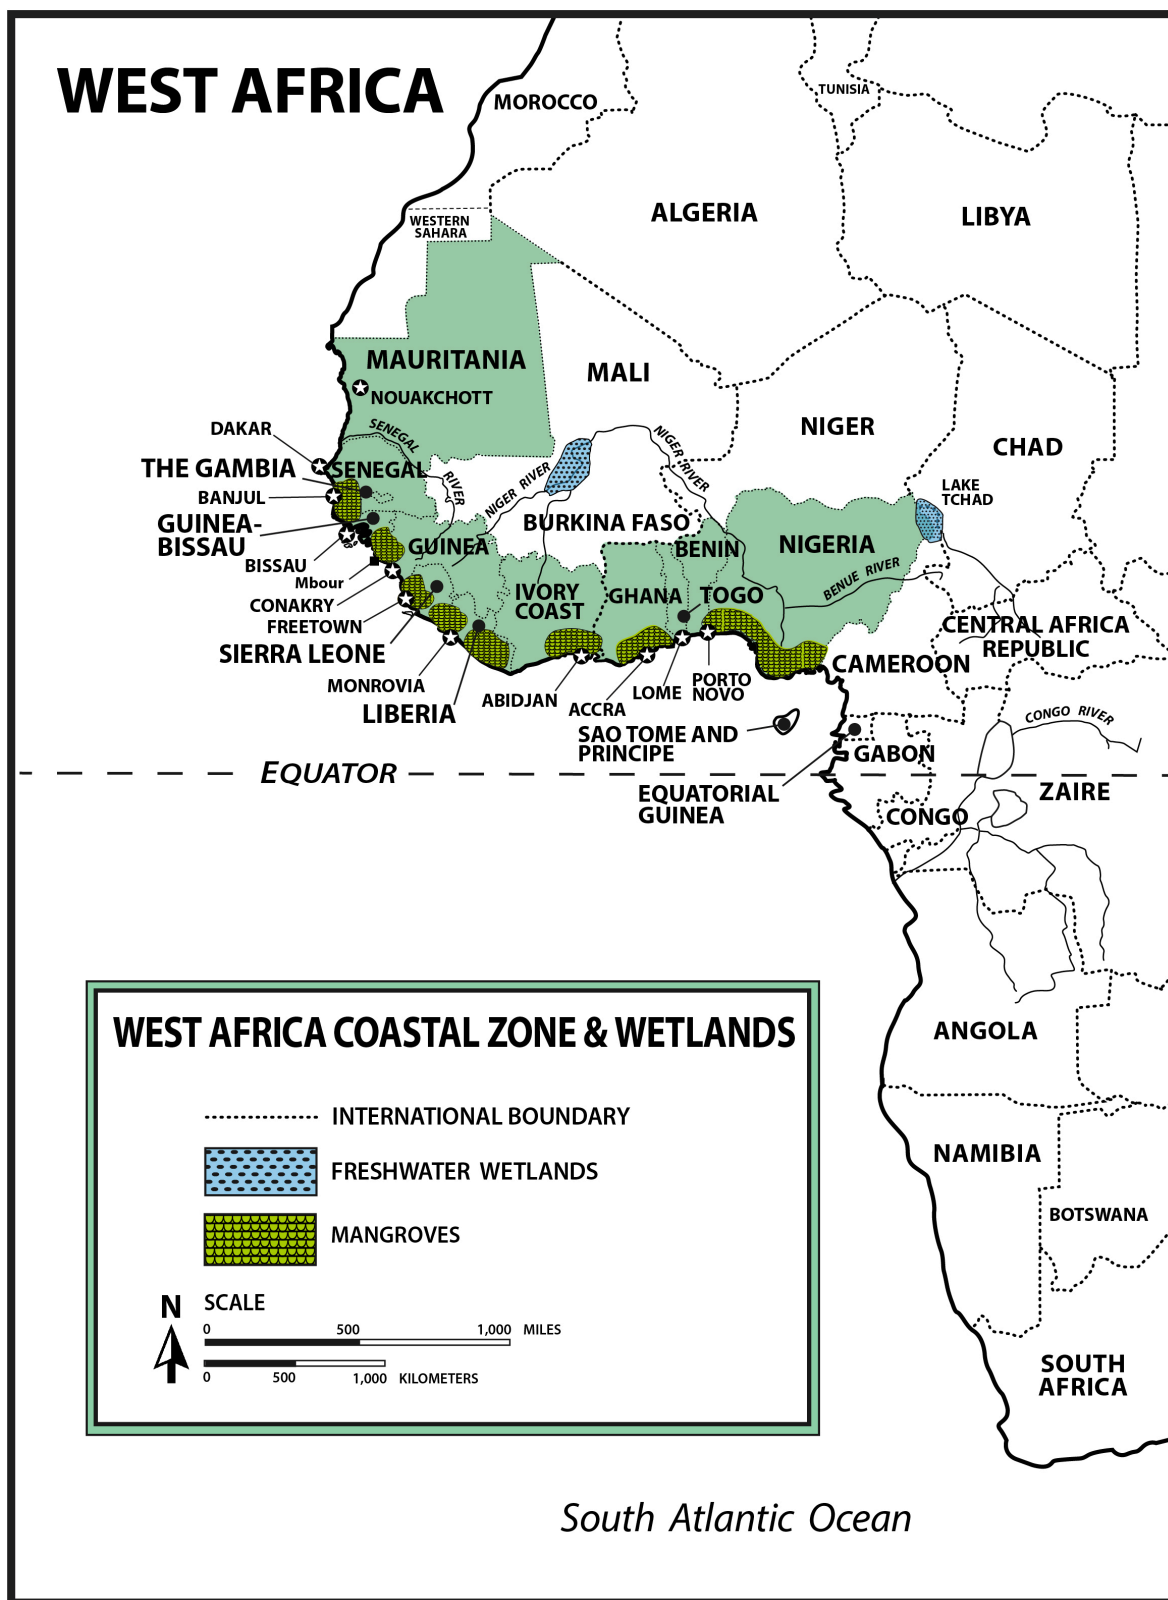 WEST AFRICA
MOROCCO
TUNISIA
ALGERIA
LIBYA
WESTERN
SAHARA
MAURITANIA
NOUAKCHOTT
MALI
NIGER
CHAD
DAKAR
SENEGAL
RIVER
THE GAMBIA
SENEGAL
BANJUL
NIGER RIVER
NIGER RIVER
LAKE
TCHAD
GUINEA-
BISSAU
BURKINA FASO
GUINEA
BENIN
NIGERIA
BISSAU
Mbour
BENUE RIVER
CONAKRY
IVORY
COAST
GHANA
TOGO
FREETOWN
CENTRAL AFRICA
REPUBLIC
SIERRA LEONE
CAMEROON
MONROVIA
LIBERIA
ABIDJAN
ACCRA
LOME
PORTO
NOVO
CONGO RIVER
SAO TOME AND
PRINCIPE
GABON
EQUATOR
EQUATORIAL
GUINEA
ZAIRE
CONGO
WEST AFRICA COASTAL ZONE & WETLANDS
INTERNATIONAL BOUNDARY
FRESHWATER WETLANDS
MANGROVES
N
SCALE
0 500 1,000 MILES
0 500 1,000 KILOMETERS
ANGOLA
NAMIBIA
BOTSWANA
SOUTH
AFRICA
South Atlantic Ocean